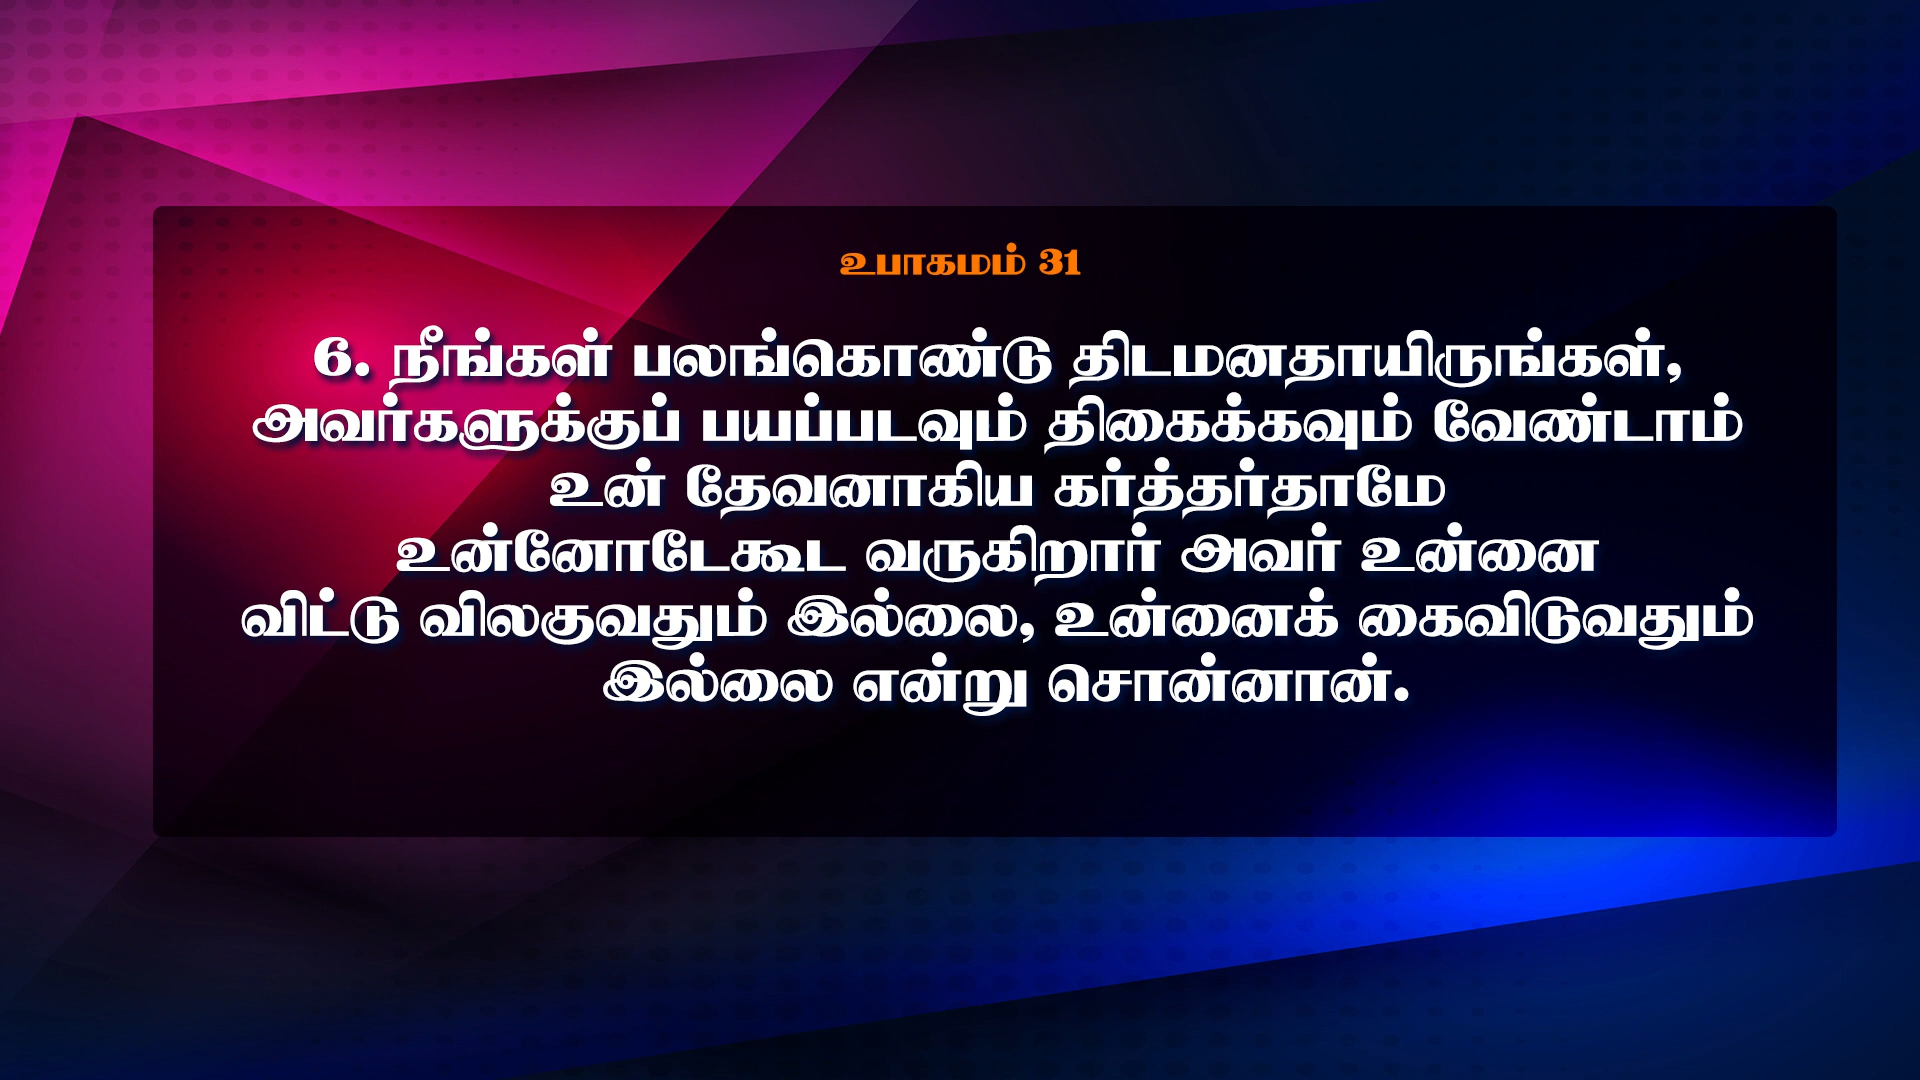 உபாகமம் 31
6. நீங்கள் பலங்கொண்டு திடமனதாயிருங்கள்,
அவர்களுக்குப் பயப்படவும் திகைக்கவும் வேண்டாம்
உன் தேவனாகிய கர்த்தர்தாமே
உன்னோடேகூட வருகிறார் அவர் உன்னை
விட்டு விலகுவதும் இல்லை, உன்னைக் கைவிடுவதும்
இல்லை என்று சொன்னான்.